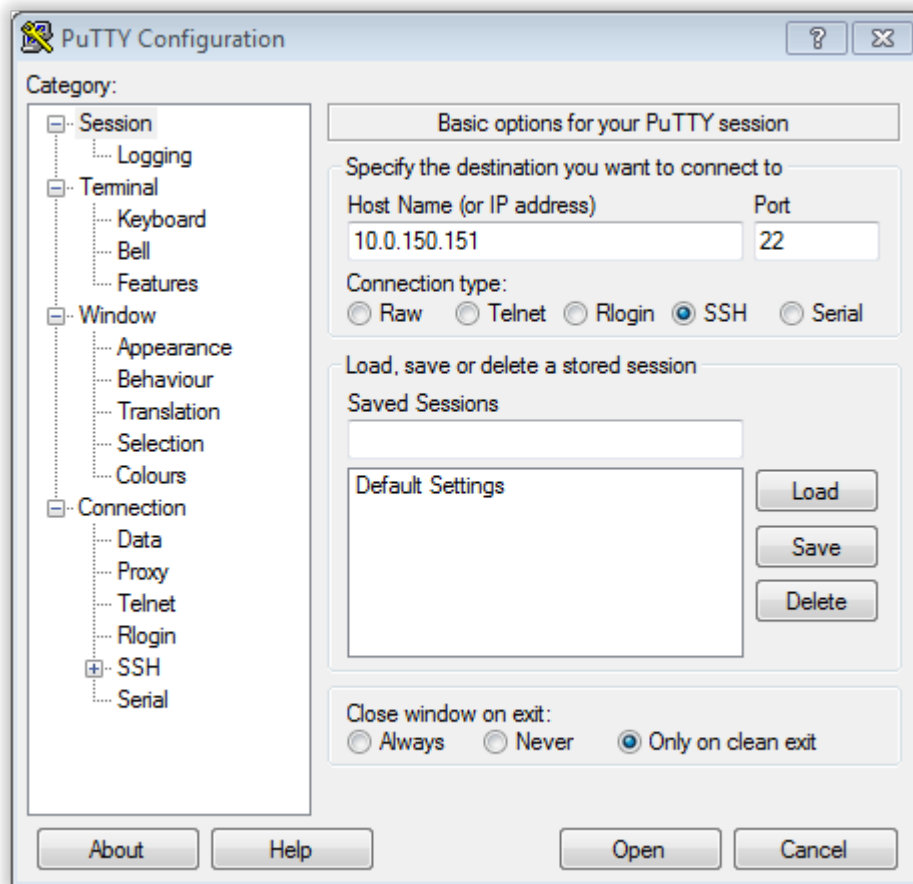 PuTTY Configuration
Category:
Session
Logging
Terminal
Keyboard
Bell
Features
Window
Appearance
Behaviour
Translation
Selection
Colours
Connection
Data
Proxy
Telnet
Rlogin
SSH
Serial
Basic options for your PuTTY session
Specify the destination you want to connect to
Host Name (or IP address) Port
10.0.150.151 22
Connection type:
Raw Telnet Rlogin SSH Serial
Load, save or delete a stored session
Saved Sessions
Default Settings
Load
Save
Delete
Close window on exit:
Always Never Only on clean exit
About Help Open Cancel